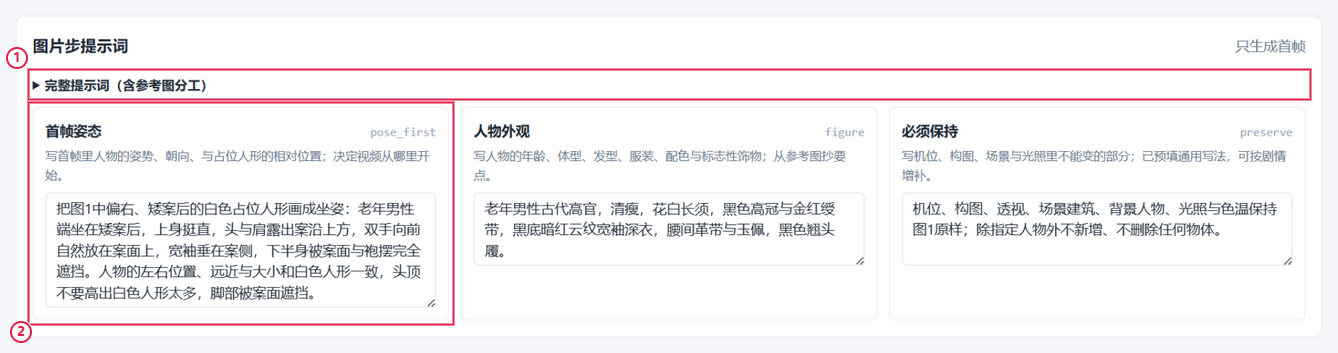 图片步提示词
只生成首帧
①
▶ 完整提示词（含参考图分工）
首帧姿态
pose_first
写首帧里人物的姿势、朝向、与占位人形的相对位置；决定视频从哪里开
始。
把图1中偏右、矮案后的白色占位人形画成坐姿：老年男性
端坐在矮案后，上身挺直，头与肩露出案沿上方，双手向前
自然放在案面上，宽袖垂在案侧，下半身被案面与袍摆完全
遮挡。人物的左右位置、远近与大小和白色人形一致，头顶
不要高出白色人形太多，脚部被案面遮挡。
②
人物外观
figure
写人物的年龄、体型、发型、服装、配色与标志性饰物；从参考图抄要
点。
老年男性古代高官，清瘦，花白长须，黑色高冠与金红绶
带，黑底暗红云纹宽袖深衣，腰间革带与玉佩，黑色翘头
履。
必须保持
preserve
写机位、构图、场景与光照里不能变的部分；已预填通用写法，可按剧情
增补。
机位、构图、透视、场景建筑、背景人物、光照与色温保持
图1原样；除指定人物外不新增、不删除任何物体。